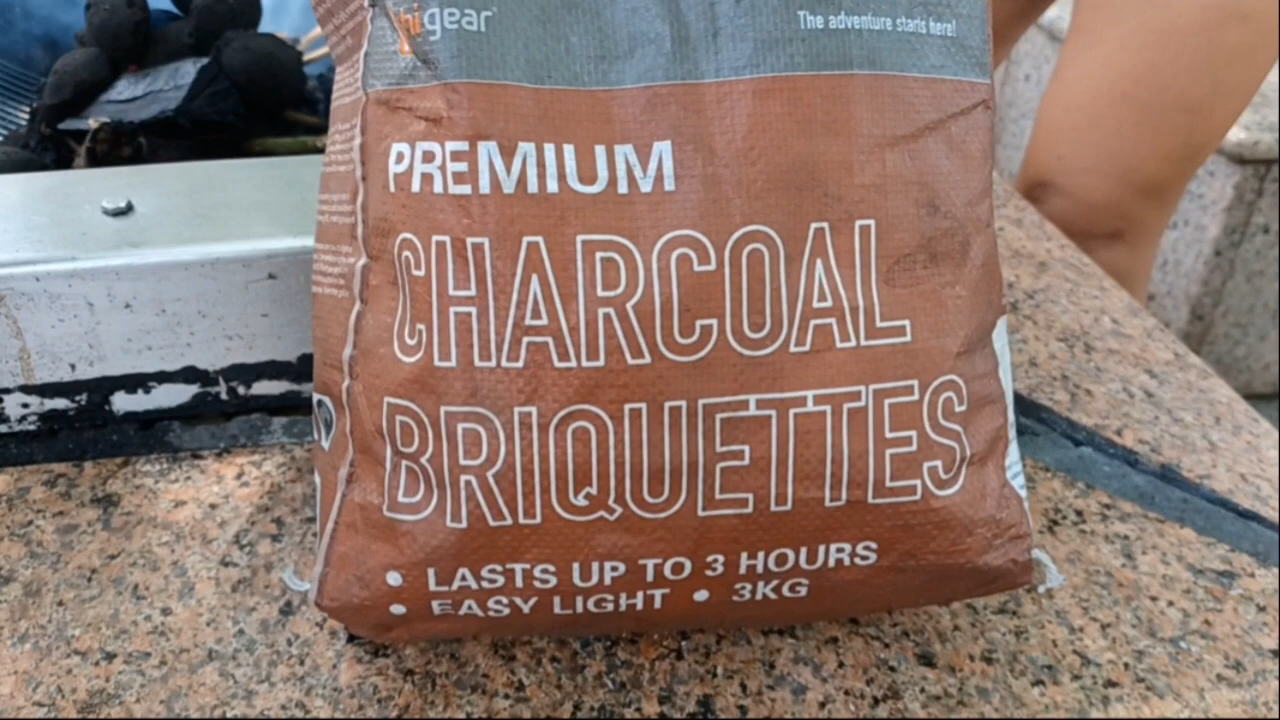 higear
The adventure starts here!
PREMIUM
CHARCOAL
BRIQUETTES
• LASTS UP TO 3 HOURS
• EASY LIGHT • 3KG